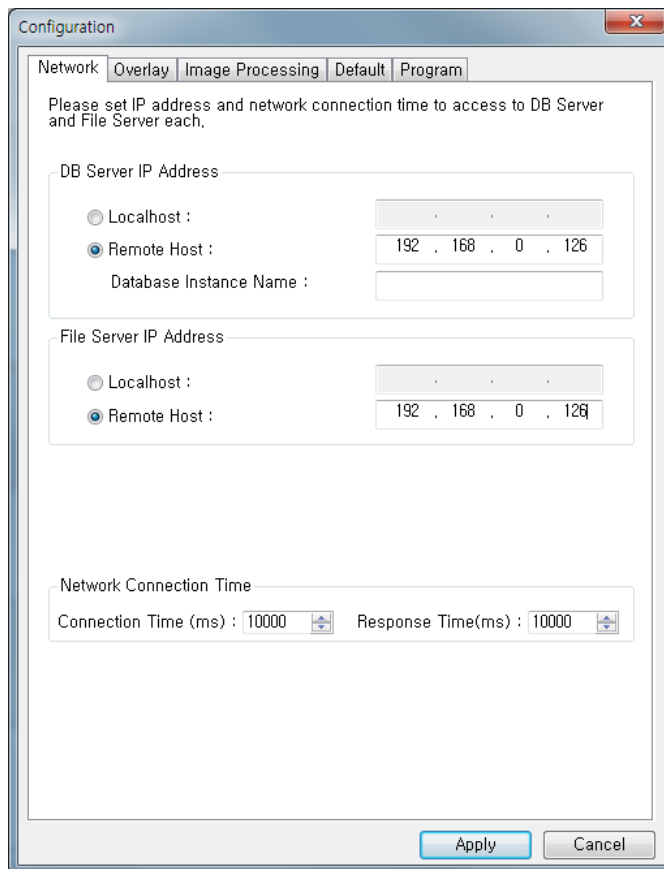 Configuration
Network Overlay Image Processing Default Program
Please set IP address and network connection time to access to DB Server
and File Server each,
DB Server IP Address
Localhost : . . .
Remote Host : 192 . 168 . 0 . 126
Database Instance Name :
File Server IP Address
Localhost : . . .
Remote Host : 192 . 168 . 0 . 126
Network Connection Time
Connection Time (ms) : 10000 Response Time(ms) : 10000
Apply Cancel